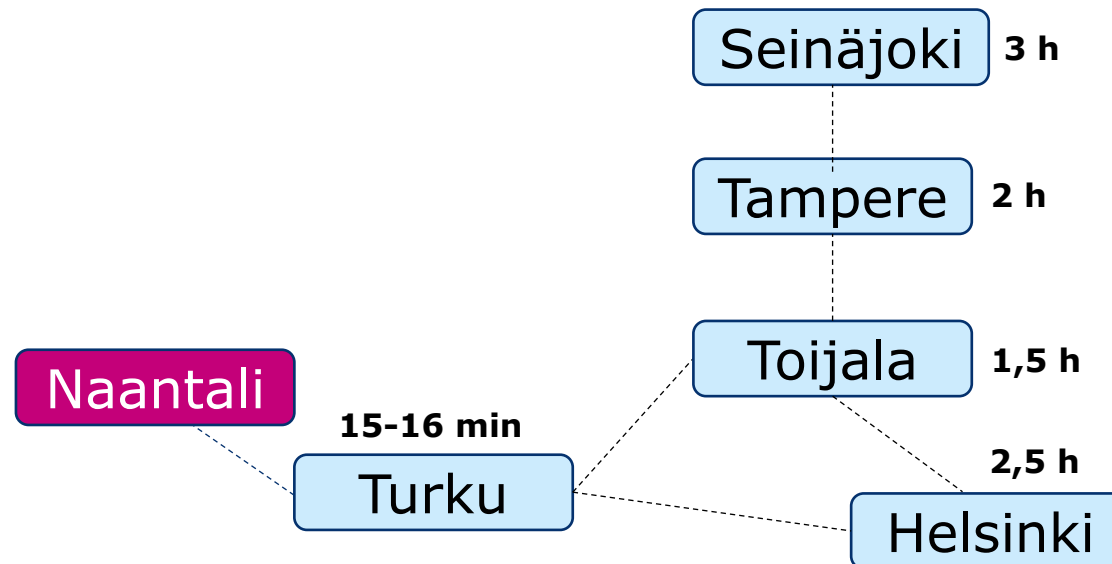 Seinäjoki
3 h
Tampere
2 h
Toijala
1,5 h
Naantali
15-16 min
Turku
2,5 h
Helsinki